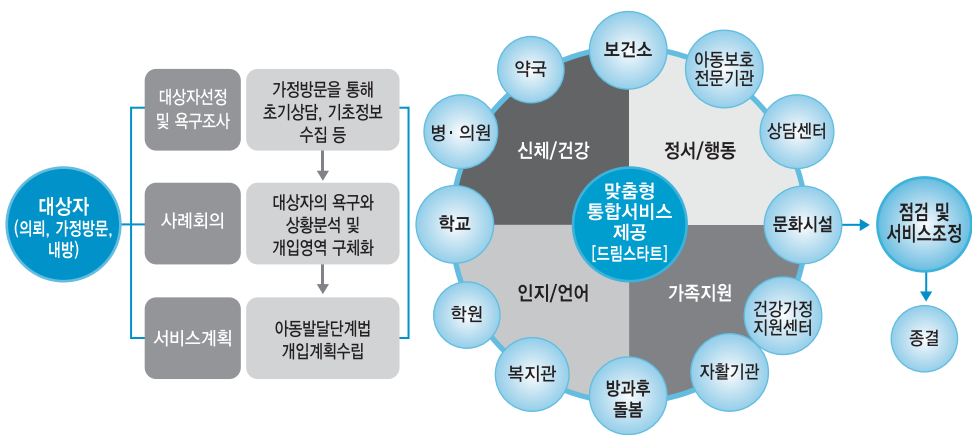 대상자
(의뢰, 가정방문,
내방)
대상자선정
및 욕구조사
가정방문을 통해
초기상담, 기초정보
수집 등
사례회의
대상자의 욕구와
상황분석 및
개입영역 구체화
서비스계획
아동발달단계법
개입계획수립
보건소
아동보호
전문기관
상담센터
문화시설
건강가정
지원센터
자활기관
방과후
돌봄
복지관
학원
학교
병·의원
약국
신체/건강
정서/행동
인지/언어
가족지원
맞춤형
통합서비스
제공
[드림스타트]
점검 및
서비스조정
종결